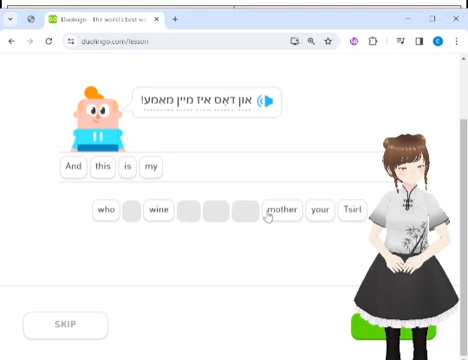 Duolingo - The world's best wa
duolingo.com/lesson
און דאָס איז מײַן מאַמע!
And this is my
who wine mother your Tsirl
SKIP